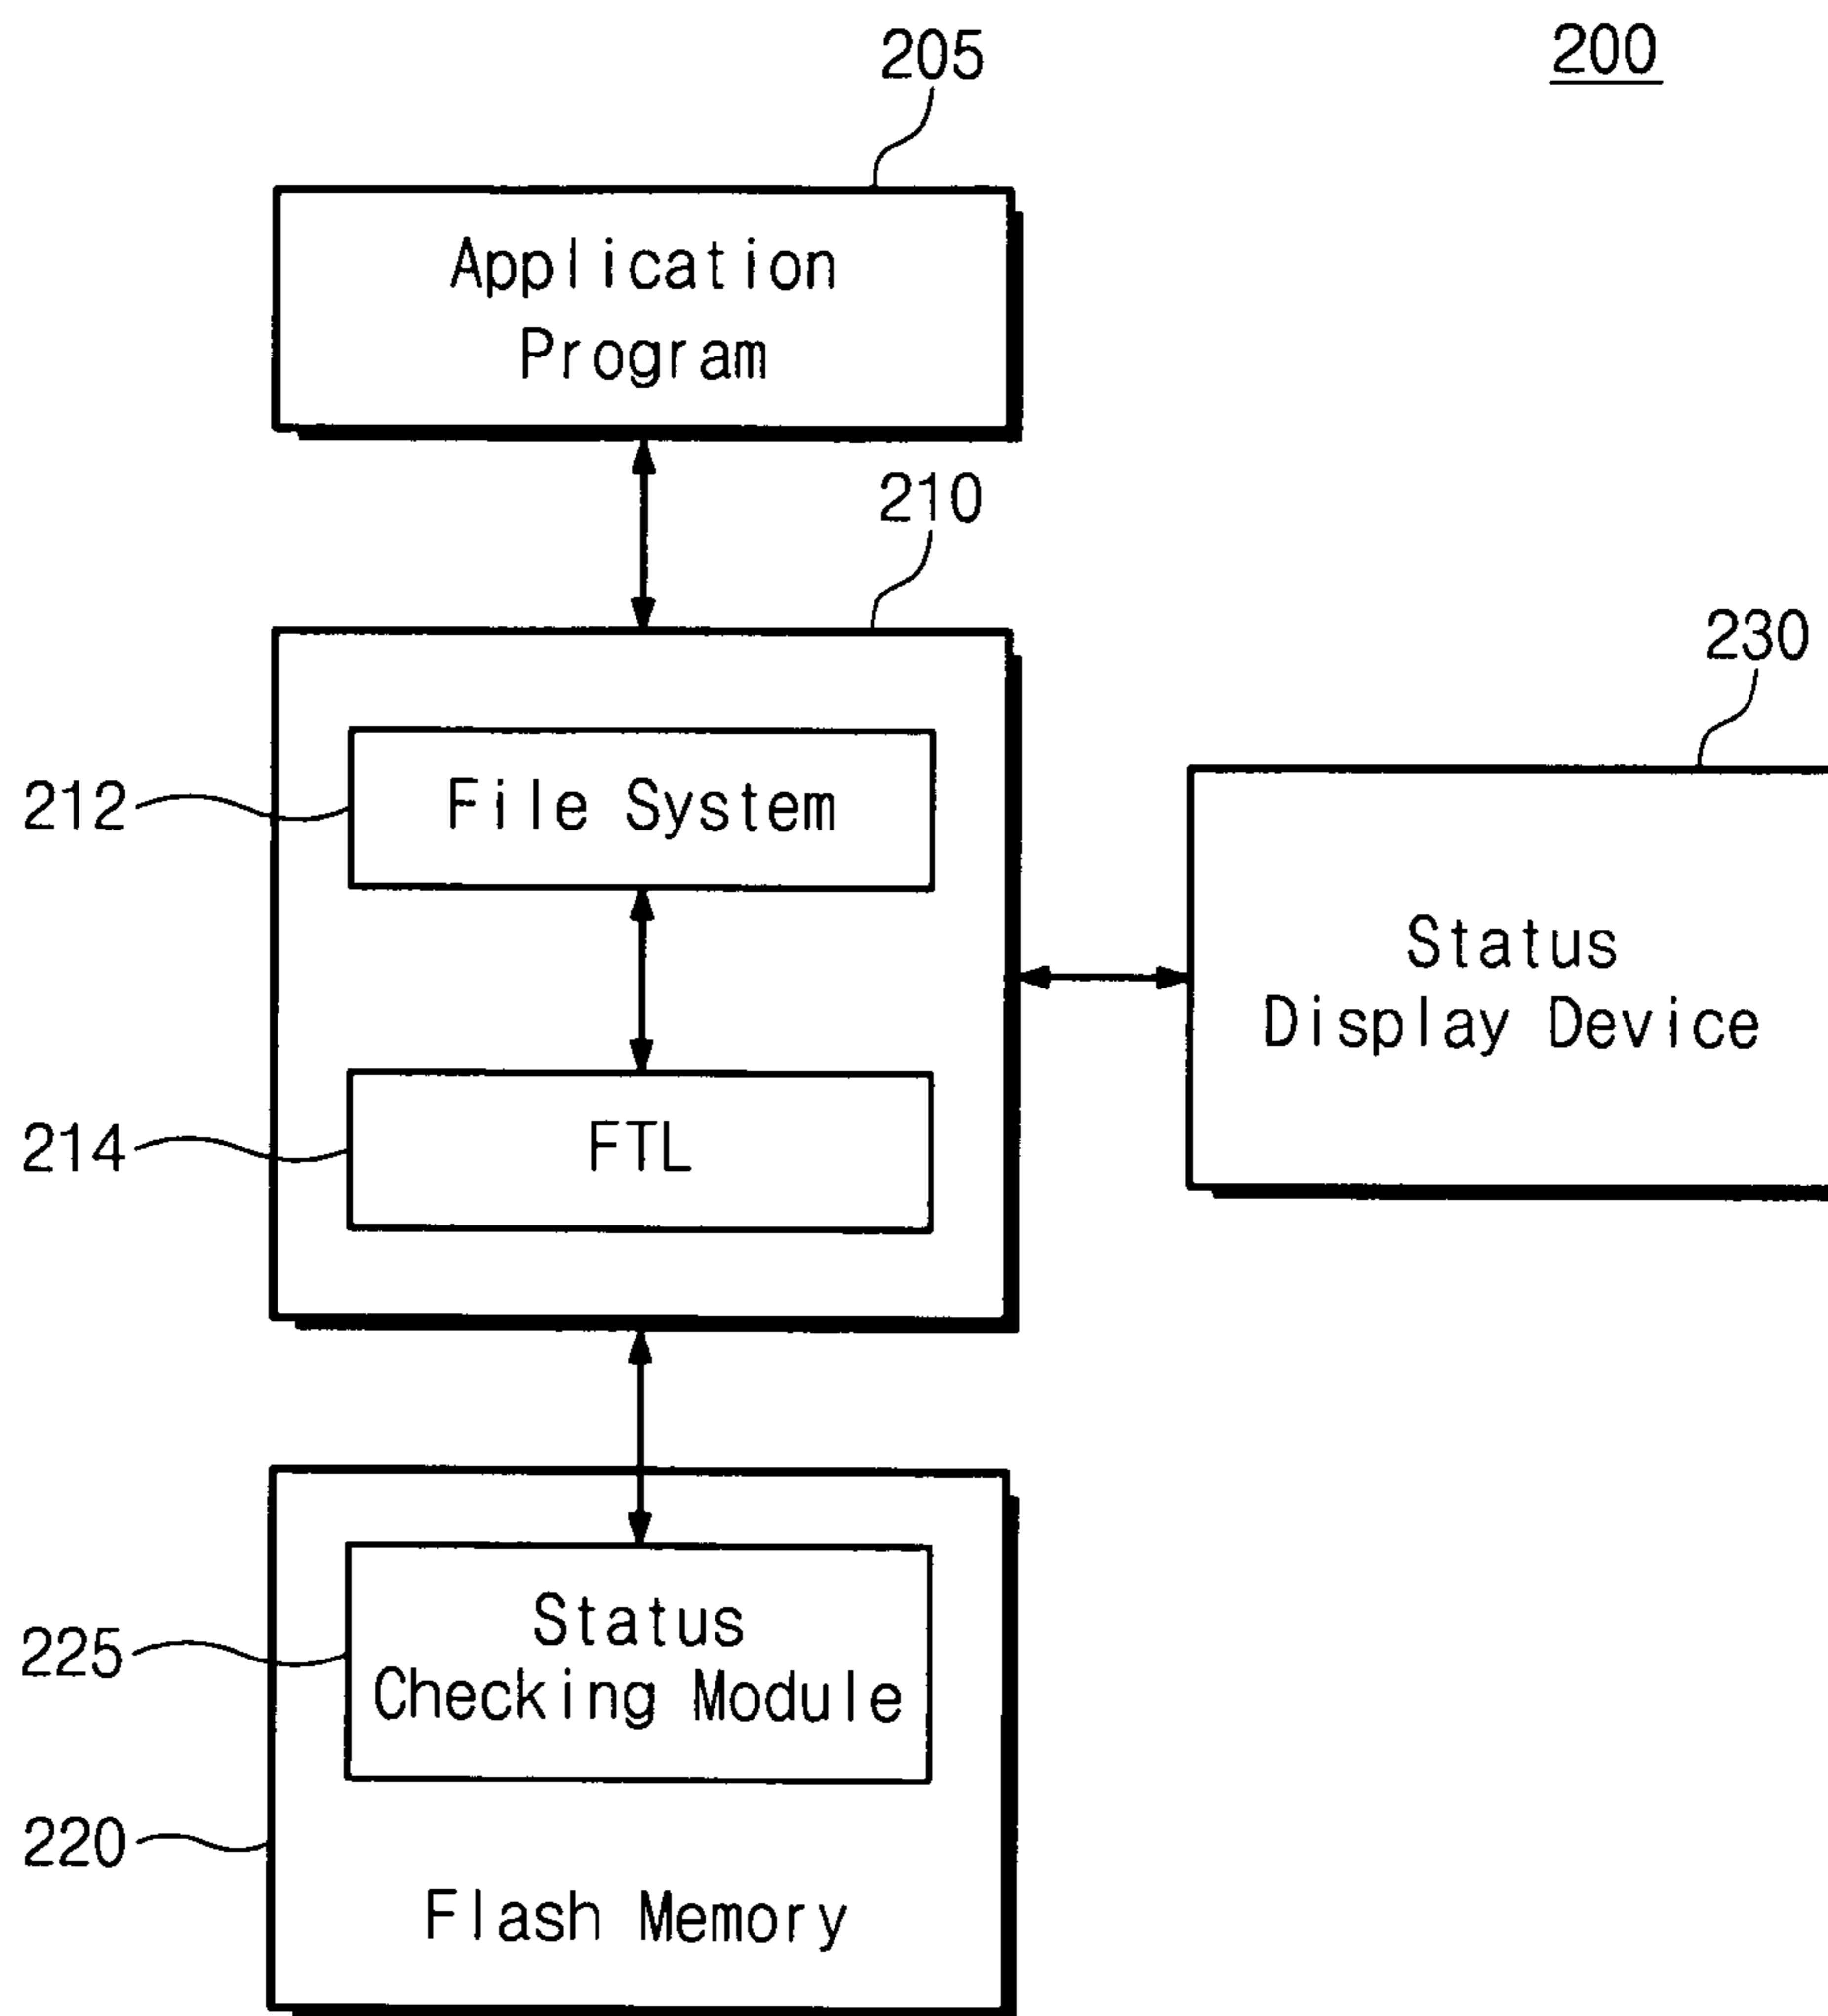 200
205
Application
Program
210
230
212
File System
Status
Display Device
214
FTL
225
Status
Checking Module
220
Flash Memory